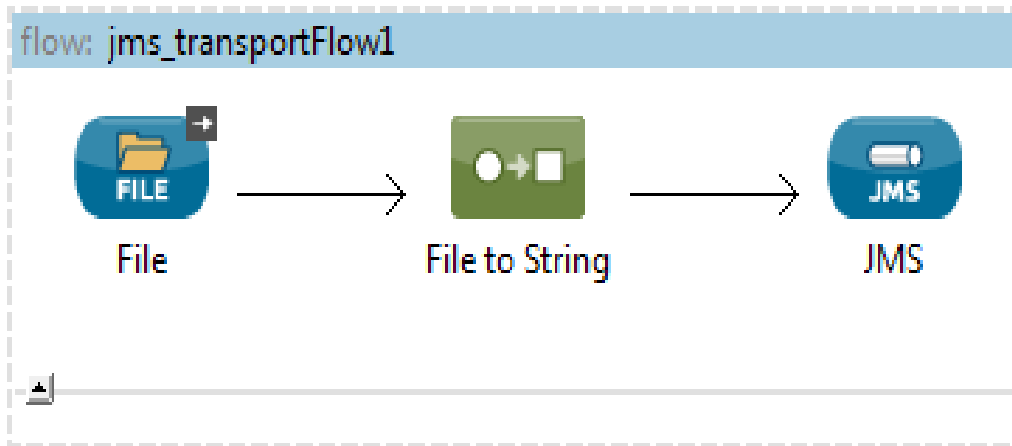 flow: jms_transportFlow1
FILE
JMS
File
File to String
JMS